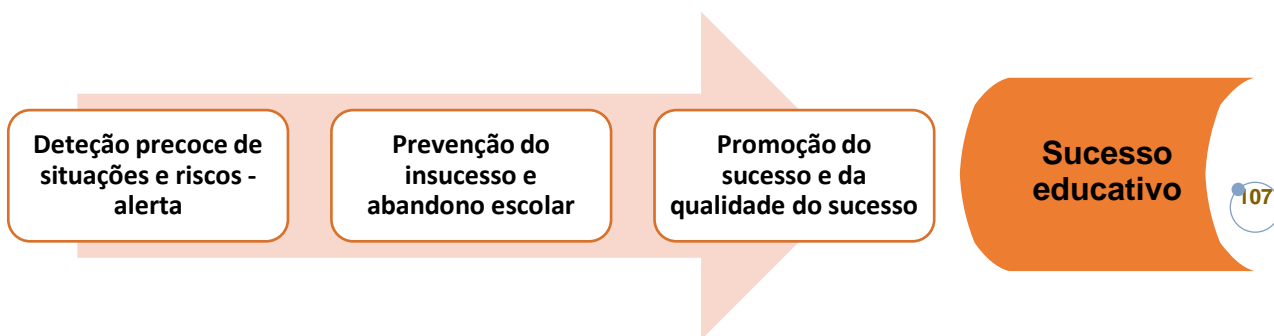 Deteção precoce de
situações e riscos -
alerta
Prevenção do
insucesso e
abandono escolar
Promoção do
sucesso e da
qualidade do sucesso
Sucesso
educativo
107